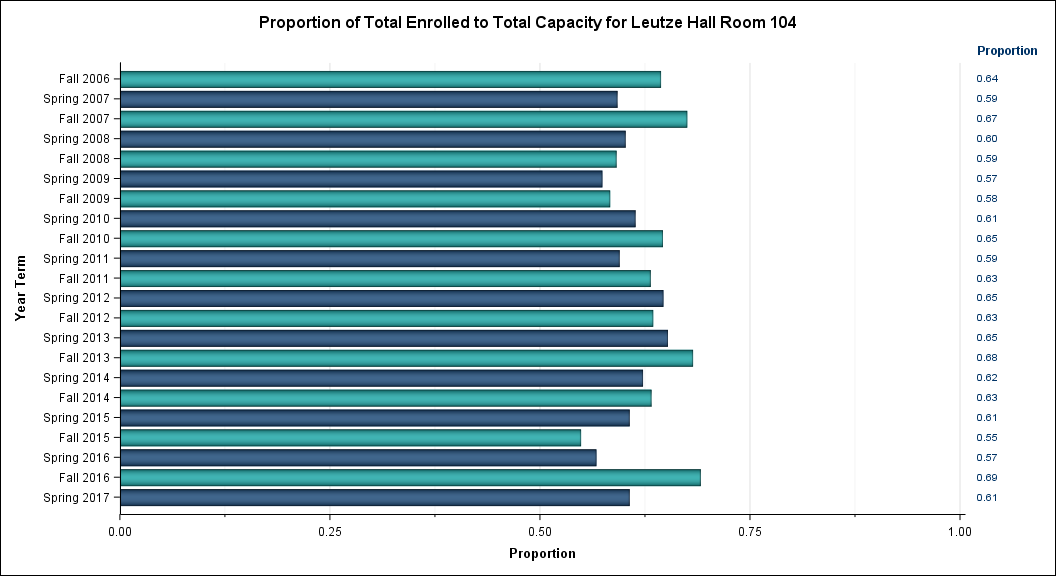 Proportion of Total Enrolled to Total Capacity for Leutze Hall Room 104
Proportion
Fall 2006 0.64
Spring 2007 0.59
Fall 2007 0.67
Spring 2008 0.60
Fall 2008 0.59
Spring 2009 0.57
Fall 2009 0.58
Spring 2010 0.61
Fall 2010 0.65
Spring 2011 0.59
Fall 2011 0.63
Spring 2012 0.65
Fall 2012 0.63
Spring 2013 0.65
Fall 2013 0.68
Spring 2014 0.62
Fall 2014 0.63
Spring 2015 0.61
Fall 2015 0.55
Spring 2016 0.57
Fall 2016 0.69
Spring 2017 0.61
Year Term
0.00 0.25 0.50 0.75 1.00
Proportion